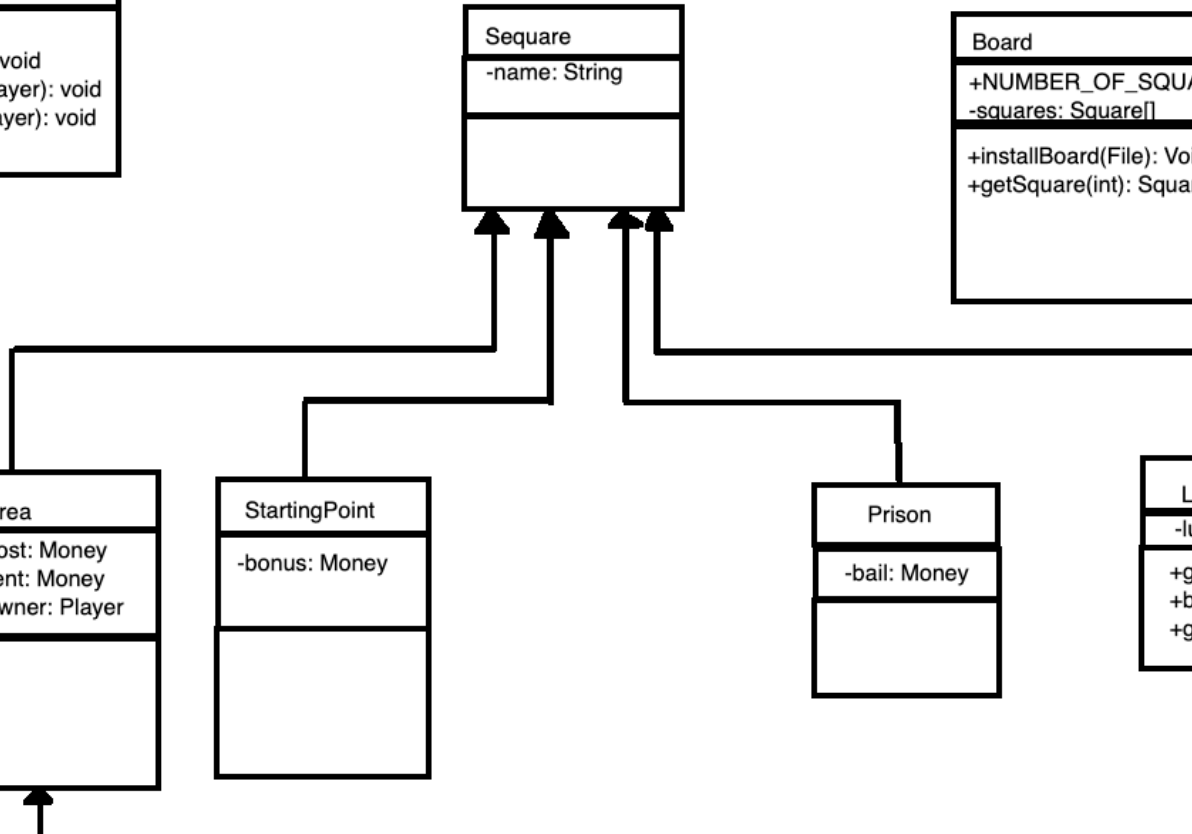 void
ayer): void
ayer): void
Sequare
-name: String
Board
+NUMBER_OF_SQUA
-squares: Square[]
+installBoard(File): Voi
+getSquare(int): Squar
rea
ost: Money
ent: Money
wner: Player
StartingPoint
-bonus: Money
Prison
-bail: Money
L
-lu
+g
+b
+g